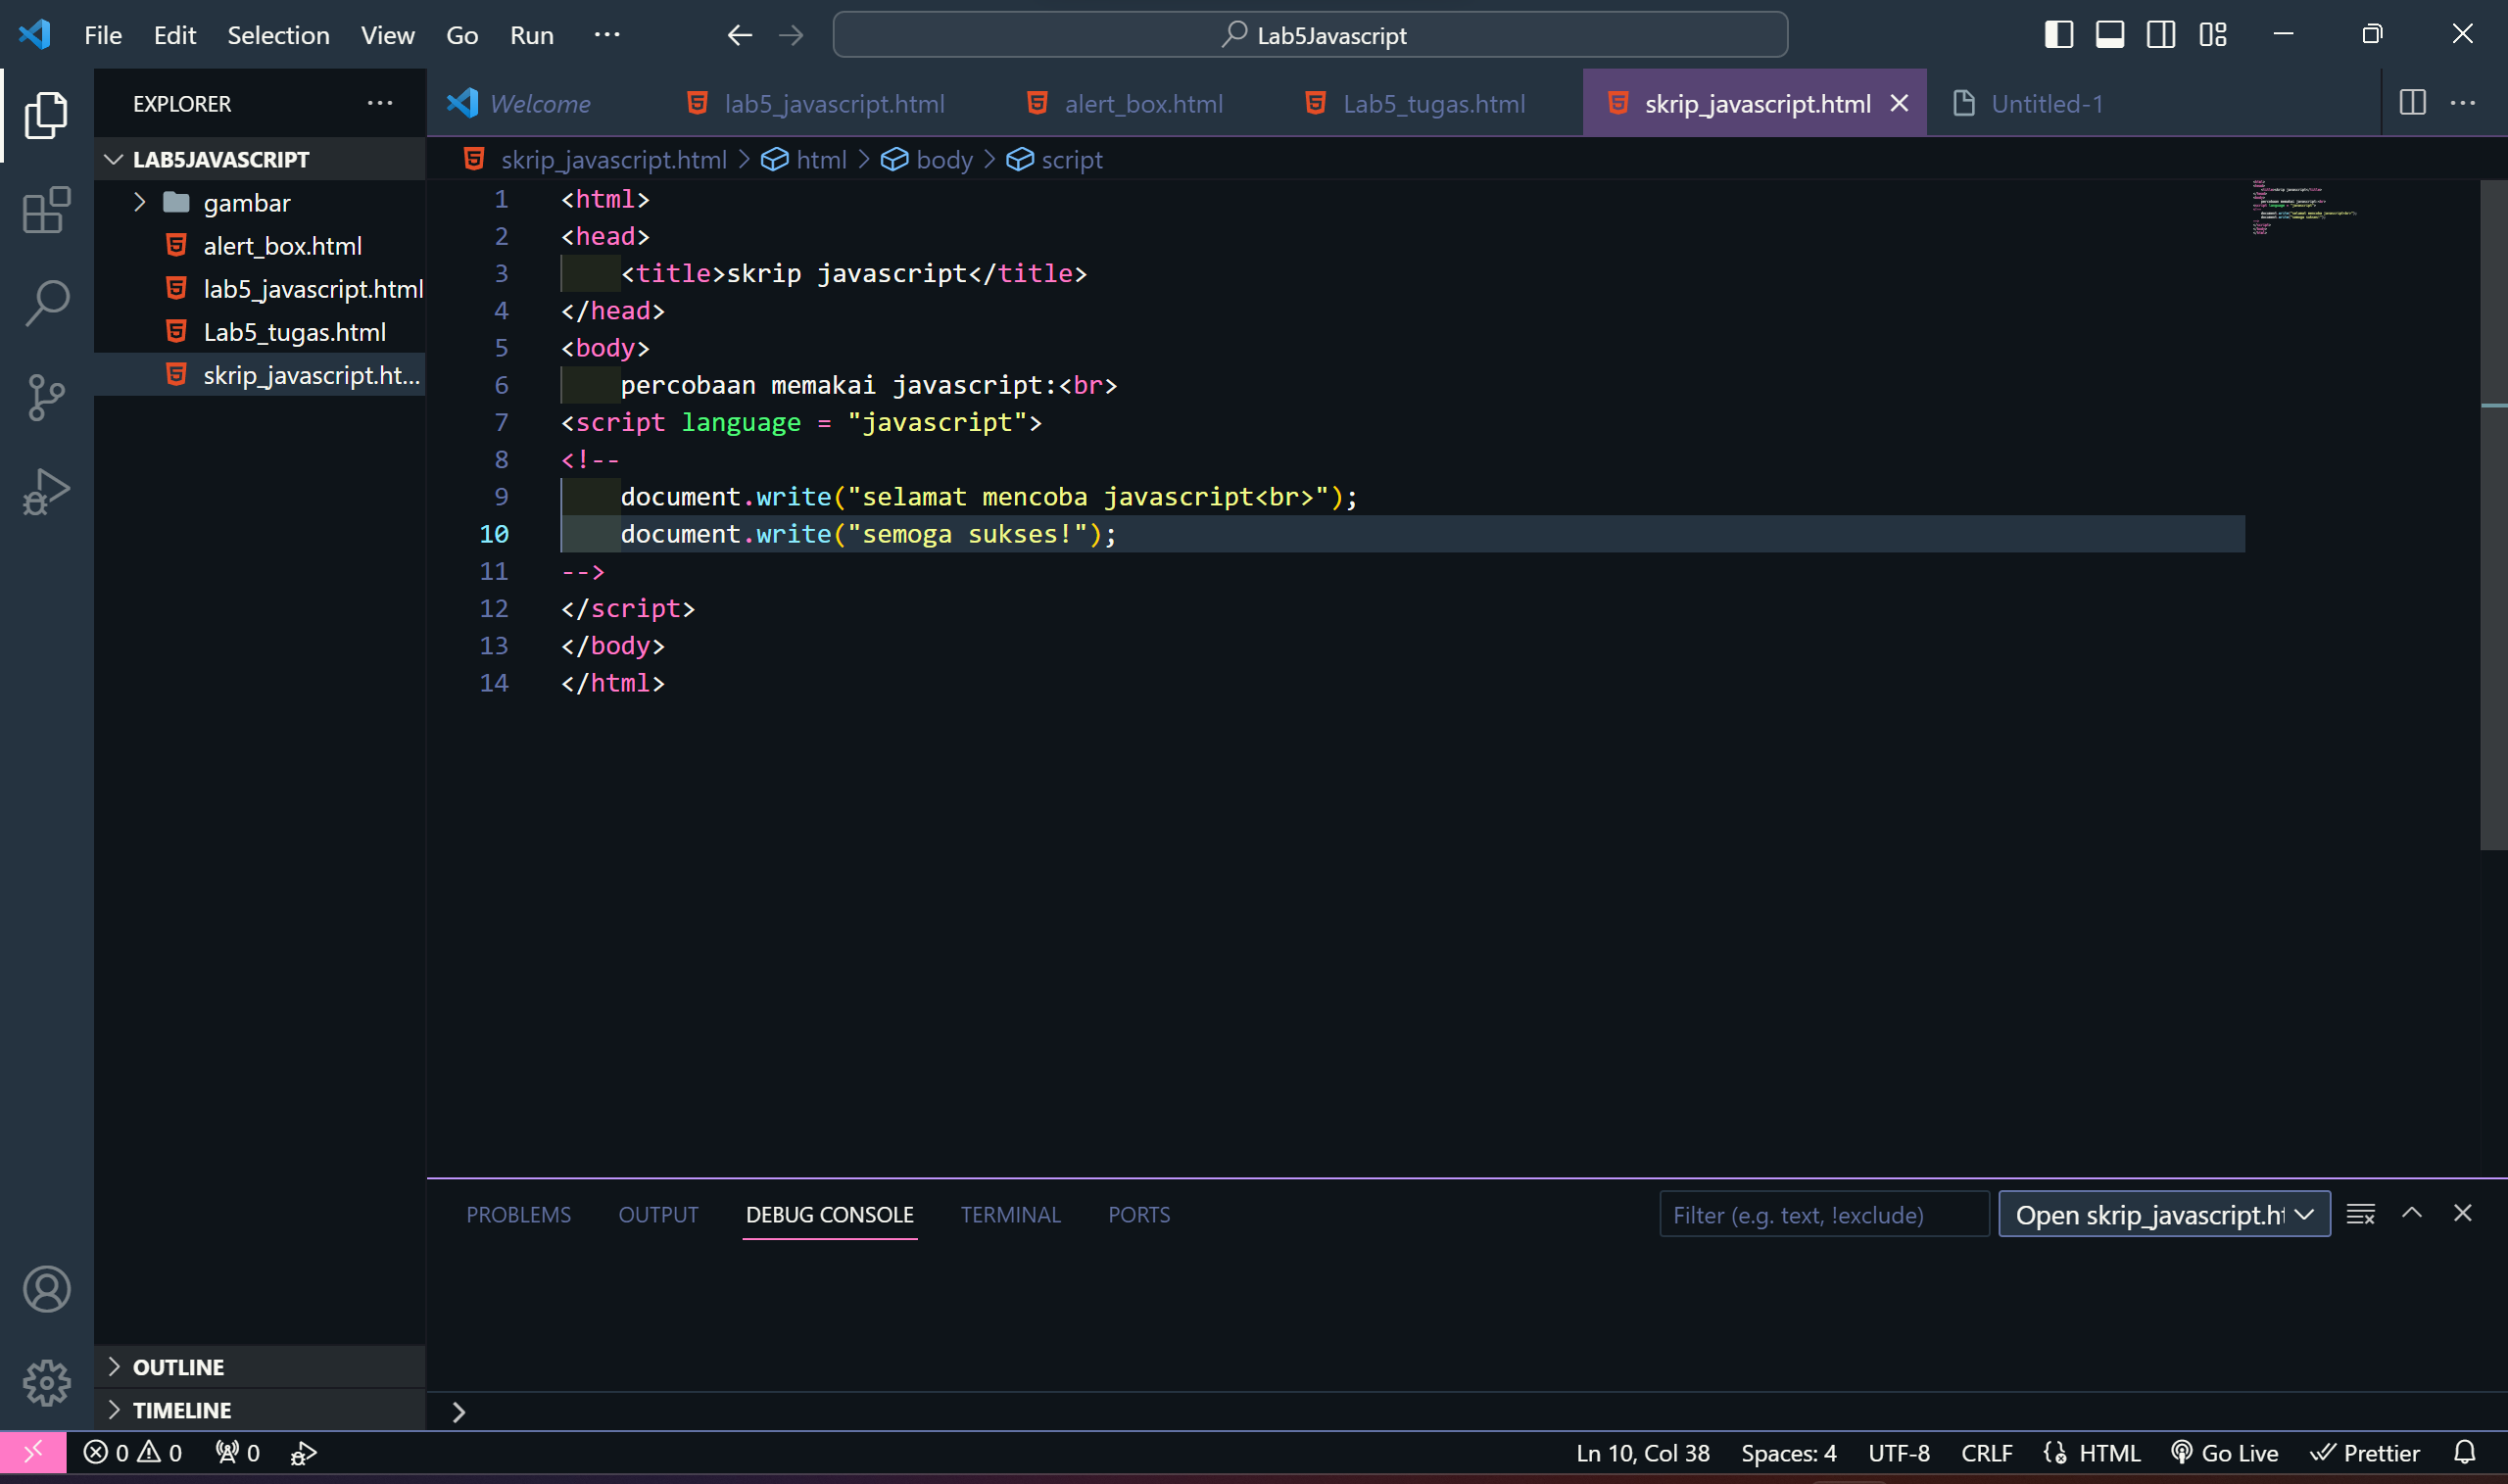 File Edit Selection View Go Run ···
Lab5Javascript
EXPLORER
Welcome lab5_javascript.html alert_box.html Lab5_tugas.html skrip_javascript.html Untitled-1
LAB5JAVASCRIPT
gambar
alert_box.html
lab5_javascript.html
Lab5_tugas.html
skrip_javascript.ht...
skrip_javascript.html > html > body > script
1 <html>
2 <head>
3 <title>skrip javascript</title>
4 </head>
5 <body>
6 percobaan memakai javascript:<br>
7 <script language = "javascript">
8 <!--
9 document.write("selamat mencoba javascript<br>");
10 document.write("semoga sukses!");
11 -->
12 </script>
13 </body>
14 </html>
PROBLEMS OUTPUT DEBUG CONSOLE TERMINAL PORTS
Filter (e.g. text, !exclude)
Open skrip_javascript.ht
OUTLINE
TIMELINE
>
0 0 0
Ln 10, Col 38 Spaces: 4 UTF-8 CRLF HTML Go Live Prettier